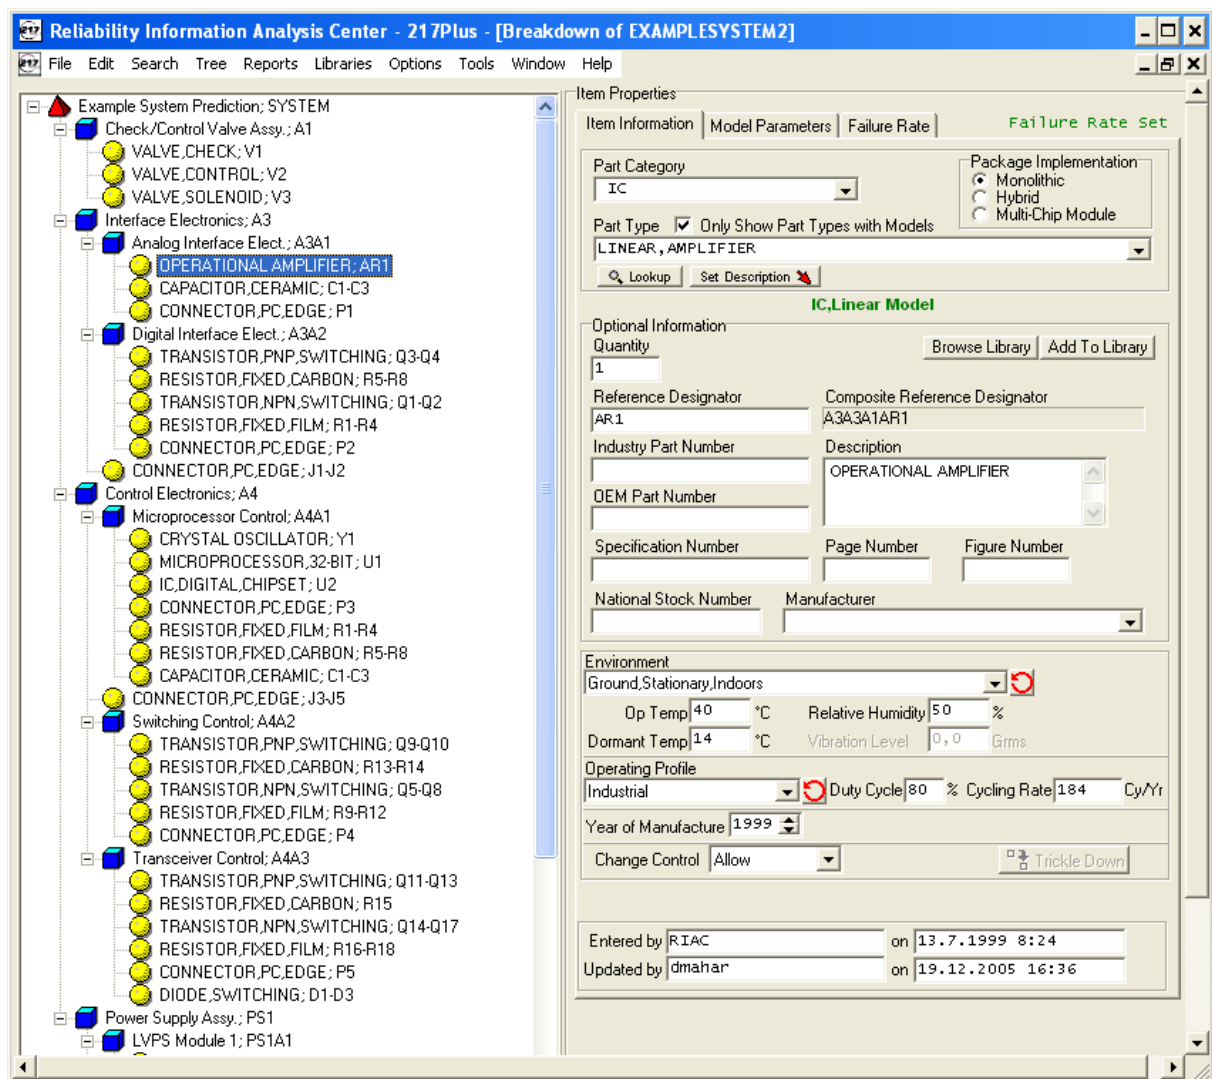 217 Reliability Information Analysis Center - 217Plus - [Breakdown of EXAMPLESYSTEM2]
217 File Edit Search Tree Reports Libraries Options Tools Window Help
Example System Prediction; SYSTEM
Check/Control Valve Assy.; A1
VALVE,CHECK; V1
VALVE,CONTROL; V2
VALVE,SOLENOID; V3
Interface Electronics; A3
Analog Interface Elect.; A3A1
OPERATIONAL AMPLIFIER; AR1
CAPACITOR,CERAMIC; C1-C3
CONNECTOR,PC,EDGE; P1
Digital Interface Elect.; A3A2
TRANSISTOR,PNP,SWITCHING; Q3-Q4
RESISTOR,FIXED,CARBON; R5-R8
TRANSISTOR,NPN,SWITCHING; Q1-Q2
RESISTOR,FIXED,FILM; R1-R4
CONNECTOR,PC,EDGE; P2
CONNECTOR,PC,EDGE; J1-J2
Control Electronics; A4
Microprocessor Control; A4A1
CRYSTAL OSCILLATOR; Y1
MICROPROCESSOR,32-BIT; U1
IC,DIGITAL,CHIPSET; U2
CONNECTOR,PC,EDGE; P3
RESISTOR,FIXED,FILM; R1-R4
RESISTOR,FIXED,CARBON; R5-R8
CAPACITOR,CERAMIC; C1-C3
CONNECTOR,PC,EDGE; J3-J5
Switching Control; A4A2
TRANSISTOR,PNP,SWITCHING; Q9-Q10
RESISTOR,FIXED,CARBON; R13-R14
TRANSISTOR,NPN,SWITCHING; Q5-Q8
RESISTOR,FIXED,FILM; R9-R12
CONNECTOR,PC,EDGE; P4
Transceiver Control; A4A3
TRANSISTOR,PNP,SWITCHING; Q11-Q13
RESISTOR,FIXED,CARBON; R15
TRANSISTOR,NPN,SWITCHING; Q14-Q17
RESISTOR,FIXED,FILM; R16-R18
CONNECTOR,PC,EDGE; P5
DIODE,SWITCHING; D1-D3
Power Supply Assy.; PS1
LVPS Module 1; PS1A1
Item Properties
Item Information Model Parameters Failure Rate Failure Rate Set
Part Category
IC
Package Implementation
Monolithic
Hybrid
Multi-Chip Module
Part Type Only Show Part Types with Models
LINEAR,AMPLIFIER
Lookup Set Description
IC,Linear Model
Optional Information
Quantity
1
Browse Library Add To Library
Reference Designator Composite Reference Designator
AR1 A3A3A1AR1
Industry Part Number Description
OPERATIONAL AMPLIFIER
OEM Part Number
Specification Number Page Number Figure Number
National Stock Number Manufacturer
Environment
Ground,Stationary,Indoors
Op Temp 40 °C Relative Humidity 50 %
Dormant Temp 14 °C Vibration Level 0,0 Grms
Operating Profile
Industrial Duty Cycle 80 % Cycling Rate 184 Cy/Yr
Year of Manufacture 1999
Change Control Allow Trickle Down
Entered by RIAC on 13.7.1999 8:24
Updated by dmahar on 19.12.2005 16:36